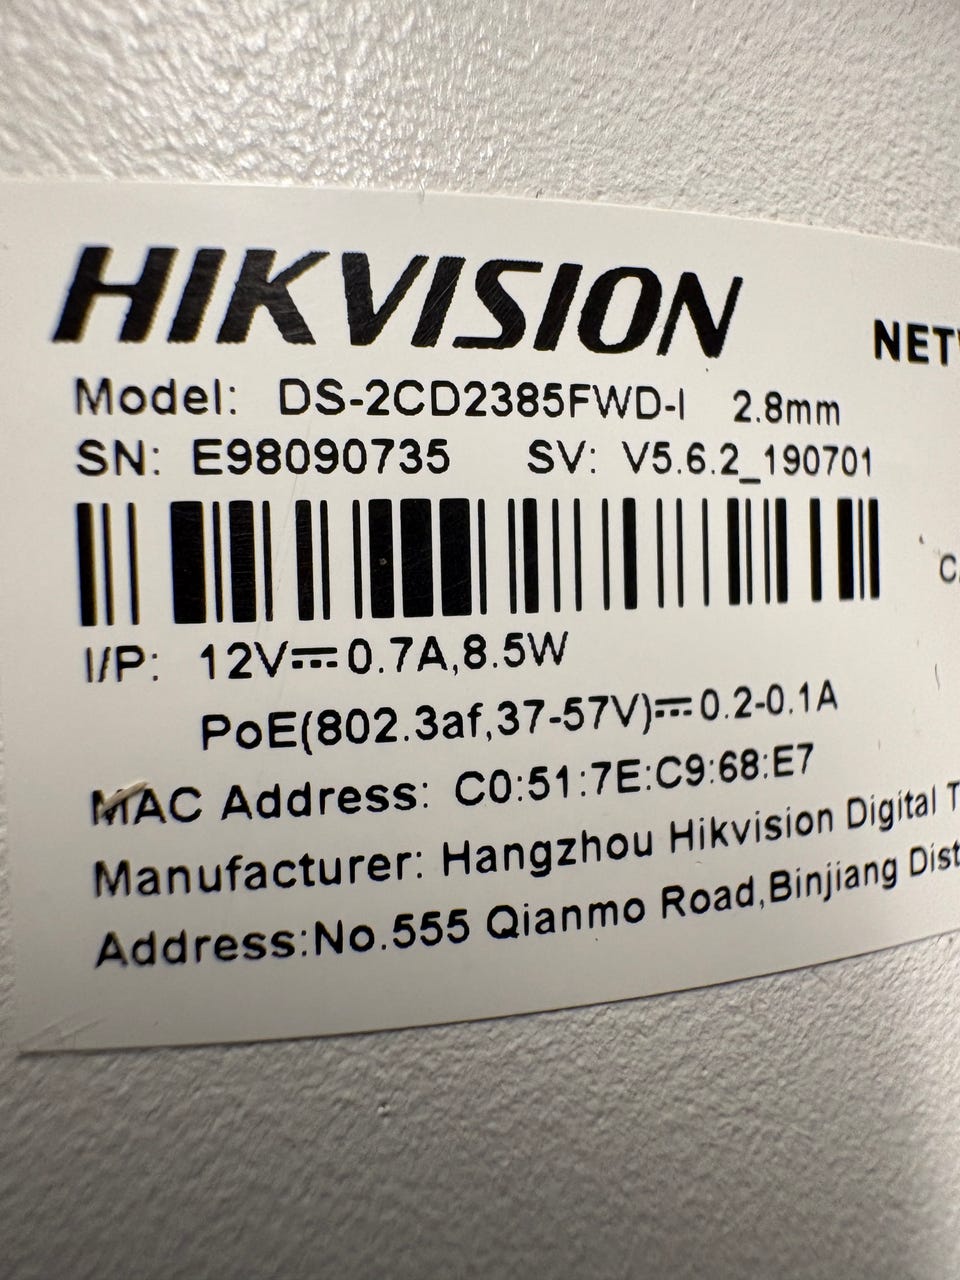 HIKVISION
NET
Model: DS-2CD2385FWD-I 2.8mm
SN: E98090735 SV: V5.6.2_190701
I/P: 12V⎓0.7A,8.5W
PoE(802.3af,37-57V)⎓0.2-0.1A
MAC Address: C0:51:7E:C9:68:E7
Manufacturer: Hangzhou Hikvision Digital T
Address:No.555 Qianmo Road,Binjiang Dist